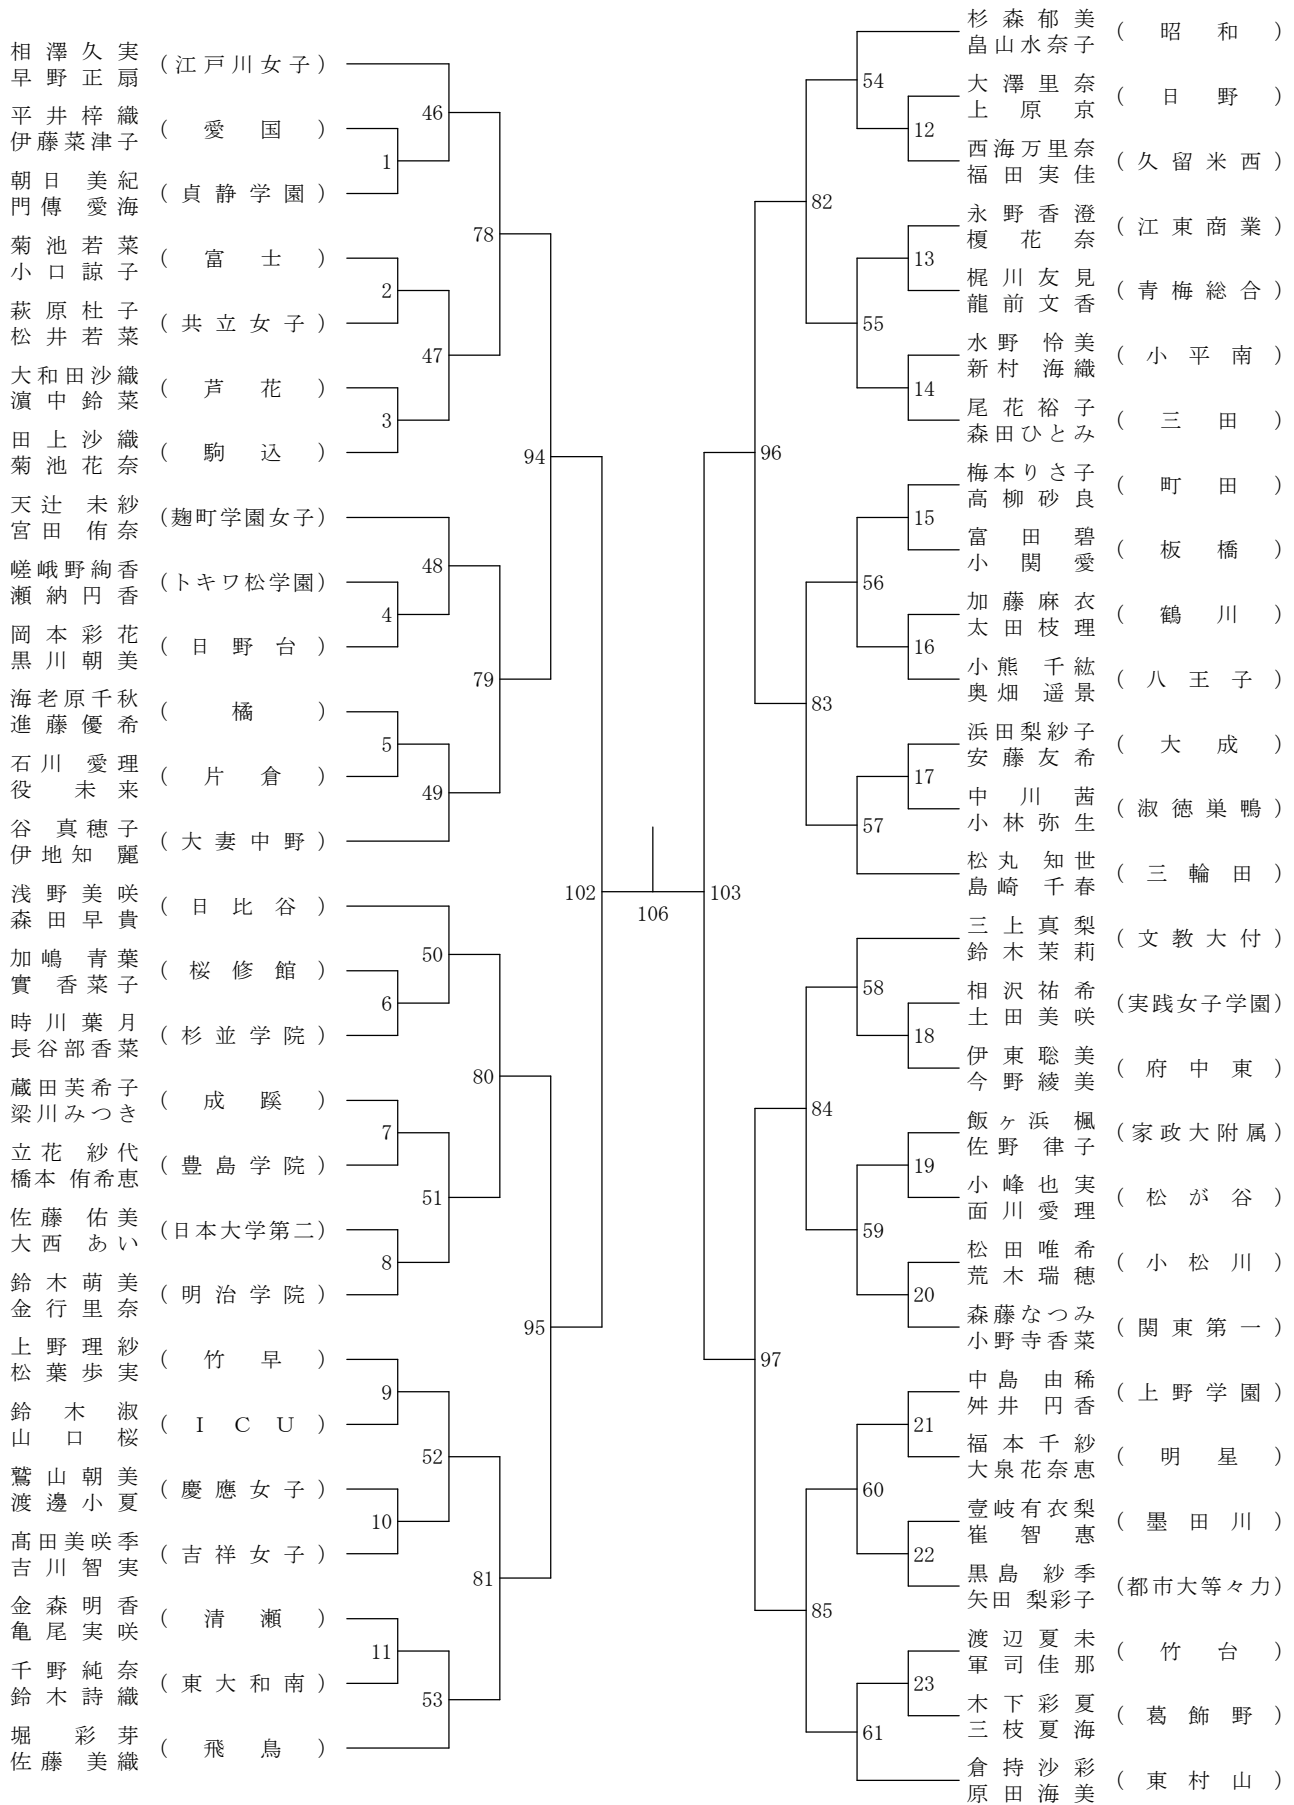 相澤久実
早野正扇
(江戸川女子)
平井梓織
伊藤菜津子
(愛国)
朝日美紀
門傳愛海
(貞静学園)
菊池若菜
小口諒子
(富士)
萩原杜子
松井若菜
(共立女子)
大和田沙織
濵中鈴菜
(芦花)
田上沙織
菊池花奈
(駒込)
天辻未紗
宮田侑奈
(麹町学園女子)
嵯峨野絢香
瀬納円香
(トキワ松学園)
岡本彩花
黒川朝美
(日野台)
海老原千秋
進藤優希
(橘)
石川愛理
役未来
(片倉)
谷真穂子
伊地知麗
(大妻中野)
浅野美咲
森田早貴
(日比谷)
加嶋青葉
實香菜子
(桜修館)
時川葉月
長谷部香菜
(杉並学院)
蔵田芙希子
梁川みつき
(成蹊)
立花紗代
橋本侑希恵
(豊島学院)
佐藤佑美
大西あい
(日本大学第二)
鈴木萌美
金行里奈
(明治学院)
上野理紗
松葉歩実
(竹早)
鈴木淑
山口桜
(ICU)
鷲山朝美
渡邊小夏
(慶應女子)
髙田美咲季
吉川智実
(吉祥女子)
金森明香
亀尾実咲
(清瀬)
千野純奈
鈴木詩織
(東大和南)
堀彩芽
佐藤美織
(飛鳥)
46
1
78
2
47
3
94
48
4
79
5
49
102
50
6
80
7
51
8
95
9
52
10
81
11
53
106
103
54
12
82
13
55
14
96
15
56
16
83
17
57
58
18
84
19
59
20
97
21
60
22
85
23
61
杉森郁美
畠山水奈子
(昭和)
大澤里奈
上原京
(日野)
西海万里奈
福田実佳
(久留米西)
永野香澄
榎花奈
(江東商業)
梶川友見
龍前文香
(青梅総合)
水野怜美
新村海織
(小平南)
尾花裕子
森田ひとみ
(三田)
梅本りさ子
高柳砂良
(町田)
富田碧
小関愛
(板橋)
加藤麻衣
太田枝理
(鶴川)
小熊千紘
奥畑遥景
(八王子)
浜田梨紗子
安藤友希
(大成)
中川茜
小林弥生
(淑徳巣鴨)
松丸知世
島崎千春
(三輪田)
三上真梨
鈴木茉莉
(文教大付)
相沢祐希
土田美咲
(実践女子学園)
伊東聡美
今野綾美
(府中東)
飯ヶ浜楓
佐野律子
(家政大附属)
小峰也実
面川愛理
(松が谷)
松田唯希
荒木瑞穂
(小松川)
森藤なつみ
小野寺香菜
(関東第一)
中島由稀
舛井円香
(上野学園)
福本千紗
大泉花奈恵
(明星)
壹岐有衣梨
崔智惠
(墨田川)
黒島紗季
矢田梨彩子
(都市大等々力)
渡辺夏未
軍司佳那
(竹台)
木下彩夏
三枝夏海
(葛飾野)
倉持沙彩
原田海美
(東村山)